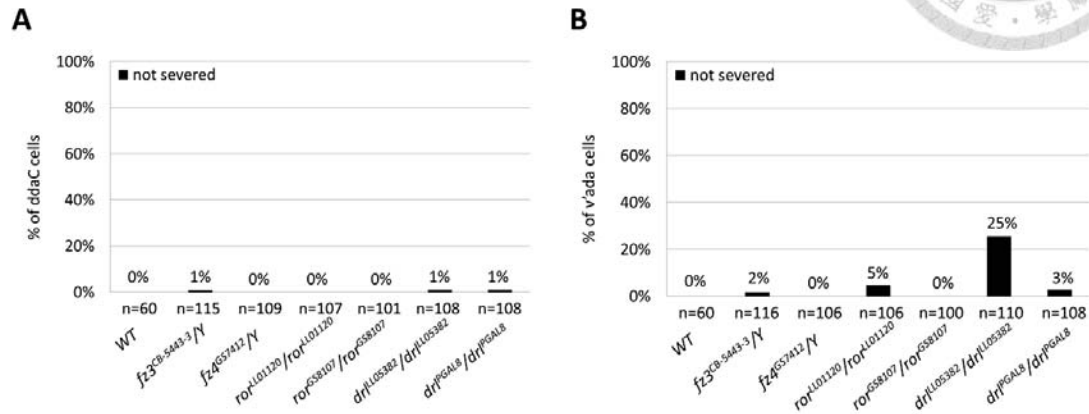 A
B
國 愛 · 學
100%
80%
60%
40%
20%
0%
% of ddaC cells
■ not severed
0%
1%
0%
0%
0%
1%
1%
n=60
n=115
n=109
n=107
n=101
n=108
n=108
WT
fz3CB-5443-3/Y
fz4GS7412/Y
rorLL01120/rorLL01120
rorGS8107/rorGS8107
drlLL05382/drlLL05382
drlPGAL8/drlPGAL8
100%
80%
60%
40%
20%
0%
% of v'ada cells
■ not severed
0%
2%
0%
5%
0%
25%
3%
n=60
n=116
n=106
n=106
n=100
n=110
n=108
WT
fz3CB-5443-3/Y
fz4GS7412/Y
rorLL01120/rorLL01120
rorGS8107/rorGS8107
drlLL05382/drlLL05382
drlPGAL8/drlPGAL8